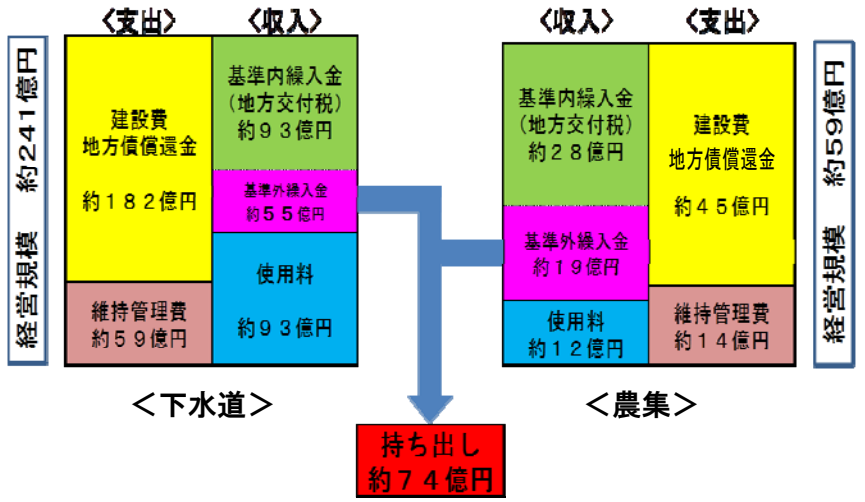 経営規模 約241億円
<支出>
建設費
地方債償還金
約182億円
維持管理費
約59億円
<収入>
基準内繰入金
(地方交付税)
約93億円
基準外繰入金
約55億円
使用料
約93億円
<下水道>
<収入>
基準内繰入金
(地方交付税)
約28億円
基準外繰入金
約19億円
使用料
約12億円
<支出>
建設費
地方債償還金
約45億円
維持管理費
約14億円
<農集>
経営規模 約59億円
持ち出し
約74億円